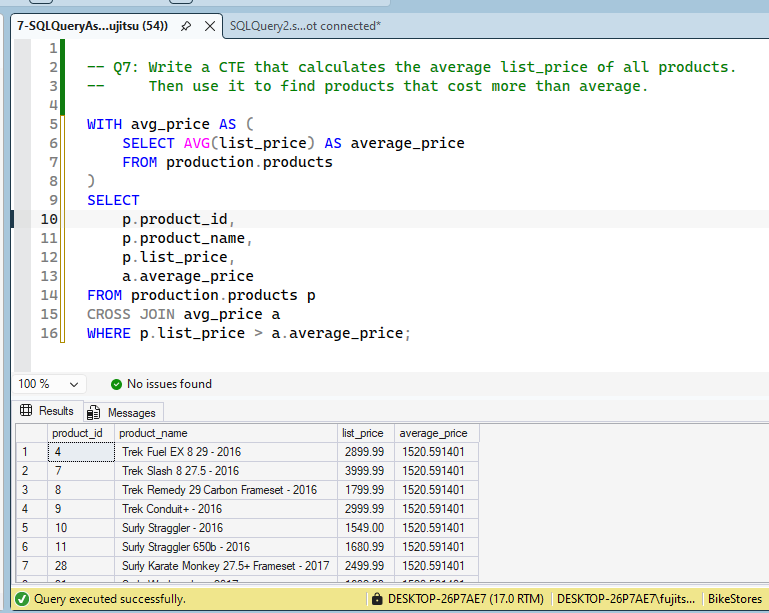 7-SQLQueryAs...ujitsu (54)) SQLQuery2.s...ot connected*
1
2 -- Q7: Write a CTE that calculates the average list_price of all products.
3 -- Then use it to find products that cost more than average.
4
5 WITH avg_price AS (
6 SELECT AVG(list_price) AS average_price
7 FROM production.products
8 )
9 SELECT
10 p.product_id,
11 p.product_name,
12 p.list_price,
13 a.average_price
14 FROM production.products p
15 CROSS JOIN avg_price a
16 WHERE p.list_price > a.average_price;
100 % No issues found
Results Messages
product_id product_name list_price average_price
1 4 Trek Fuel EX 8 29 - 2016 2899.99 1520.591401
2 7 Trek Slash 8 27.5 - 2016 3999.99 1520.591401
3 8 Trek Remedy 29 Carbon Frameset - 2016 1799.99 1520.591401
4 9 Trek Conduit+ - 2016 2999.99 1520.591401
5 10 Surly Straggler - 2016 1549.00 1520.591401
6 11 Surly Straggler 650b - 2016 1680.99 1520.591401
7 28 Surly Karate Monkey 27.5+ Frameset - 2017 2499.99 1520.591401
Query executed successfully. DESKTOP-26P7AE7 (17.0 RTM) DESKTOP-26P7AE7\fujits... BikeStores